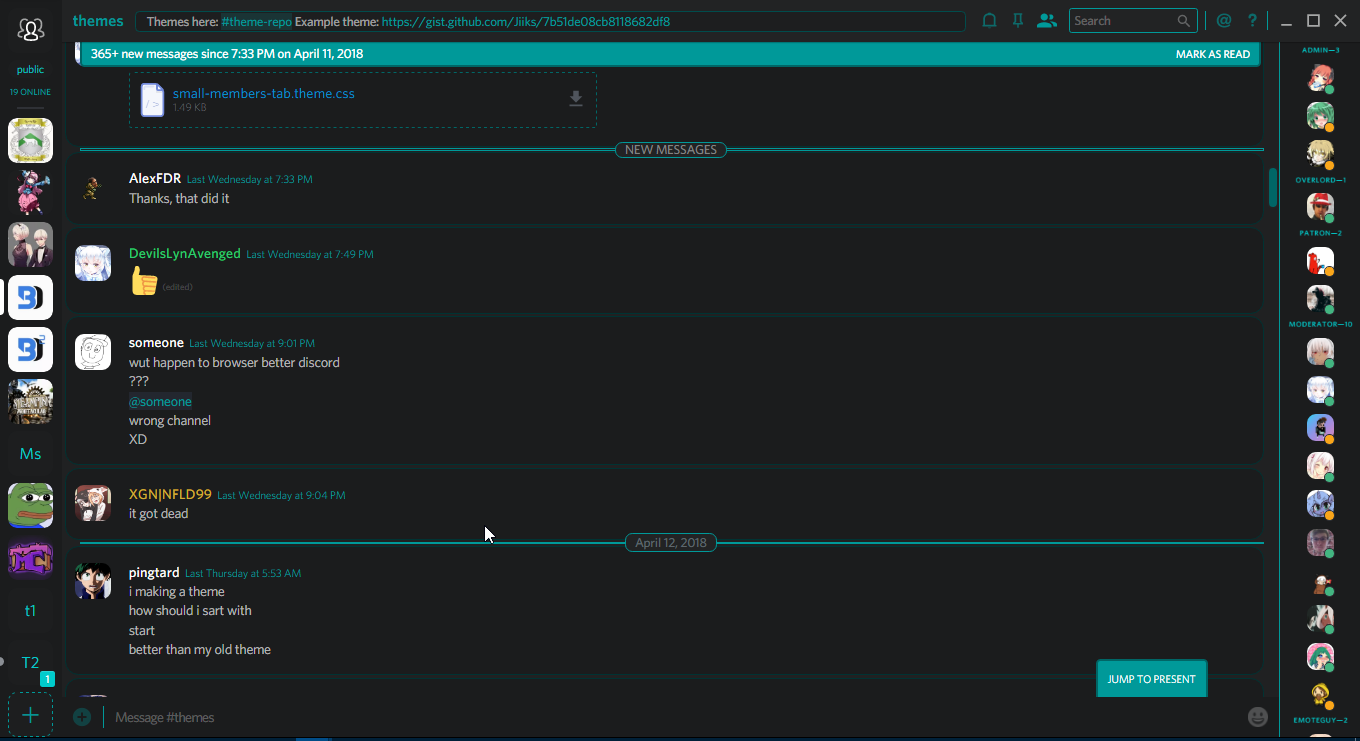 themes
Themes here: #theme-repo Example theme: https://gist.github.com/Jiiks/7b51de08cb8118682df8
Search
@ ?
public
19 ONLINE
Ms
t1
T2
1
365+ new messages since 7:33 PM on April 11, 2018
MARK AS READ
small-members-tab.theme.css
1.49 KB
NEW MESSAGES
AlexFDR Last Wednesday at 7:33 PM
Thanks, that did it
DevilsLynAvenged Last Wednesday at 7:49 PM
(edited)
someone Last Wednesday at 9:01 PM
wut happen to browser better discord
???
@someone
wrong channel
XD
XGN|NFLD99 Last Wednesday at 9:04 PM
it got dead
April 12, 2018
pingtard Last Thursday at 5:53 AM
i making a theme
how should i sart with
start
better than my old theme
JUMP TO PRESENT
Message #themes
ADMIN—3
OVERLORD—1
PATRON—2
MODERATOR—10
EMOTEGUY—2